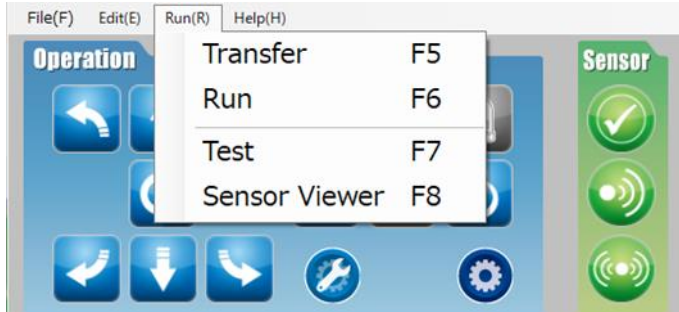 File(F) Edit(E) Run(R) Help(H)
Operation
Sensor
Transfer F5
Run F6
Test F7
Sensor Viewer F8